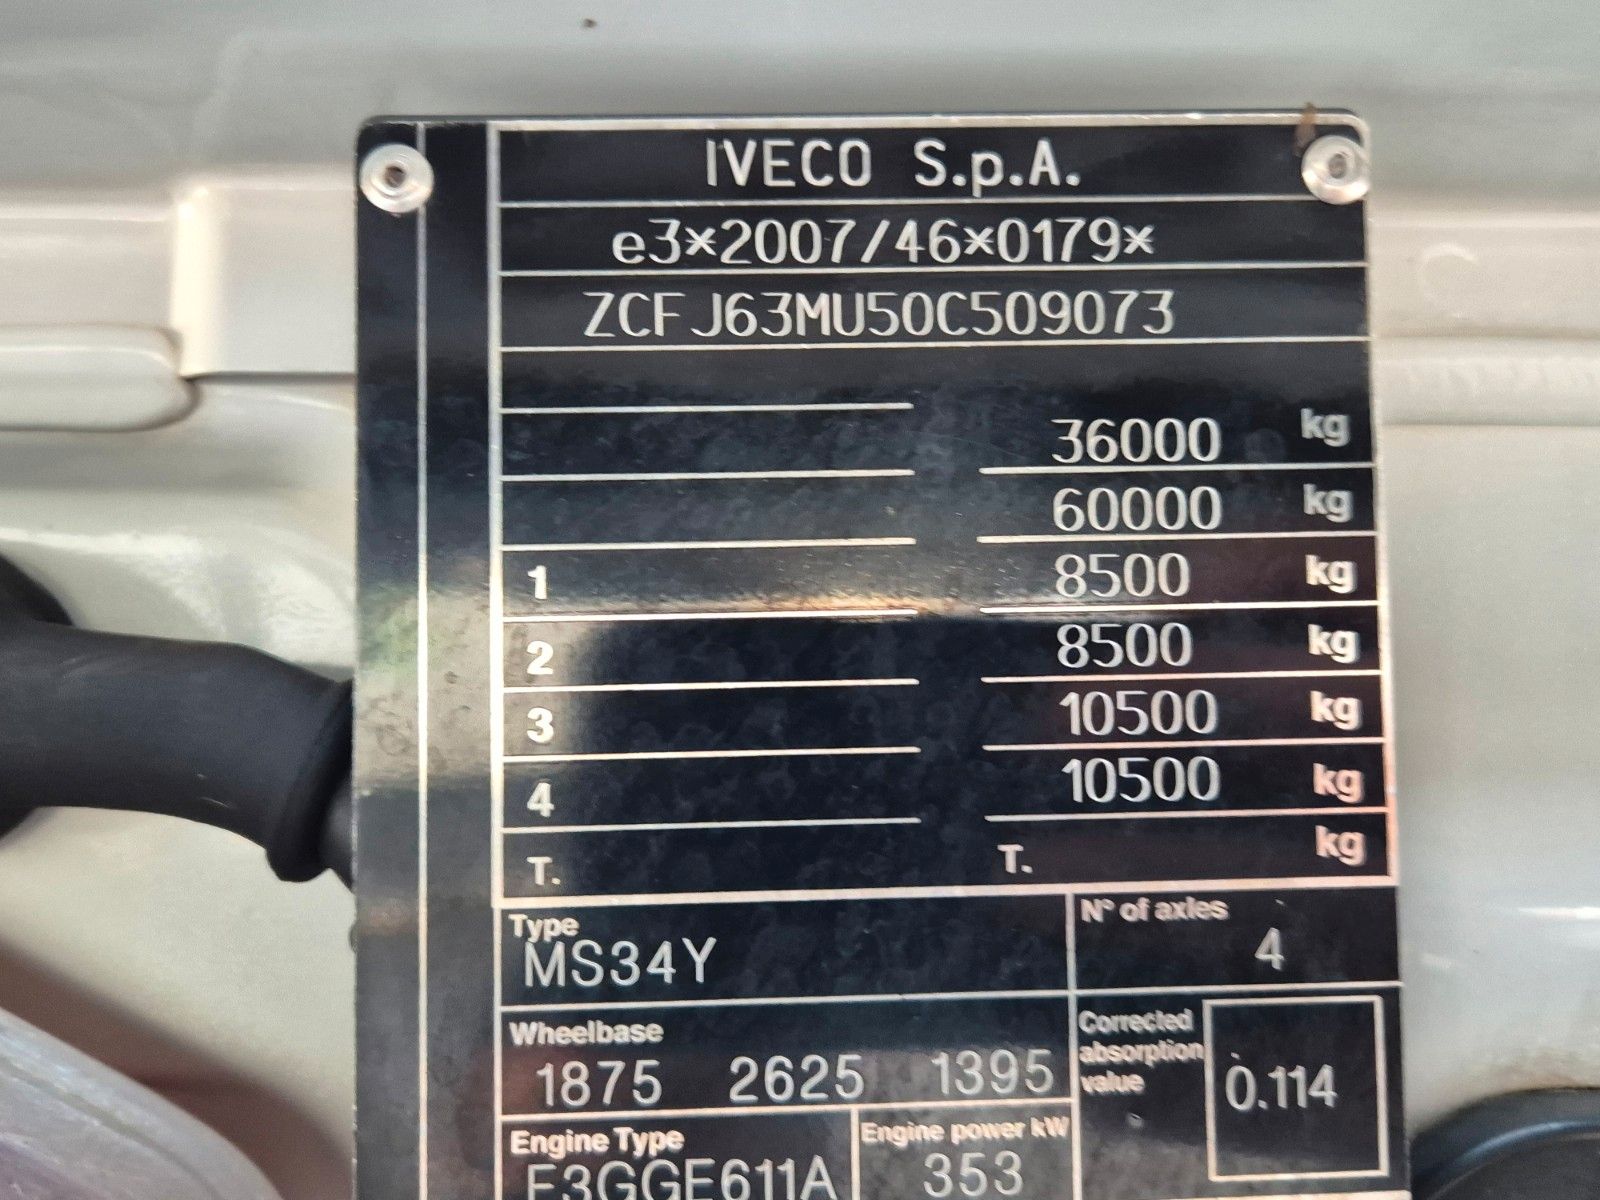 IVECO S.p.A.
e3*2007/46*0179*
ZCFJ63MU50C509073
36000 kg
60000 kg
1 8500 kg
2 8500 kg
3 10500 kg
4 10500 kg
T. T. kg
Type
MS34Y
N° of axles
4
Wheelbase
1875 2625 1395
Corrected
absorption
value
0.114
Engine Type
F3GGE611A
Engine power kW
353